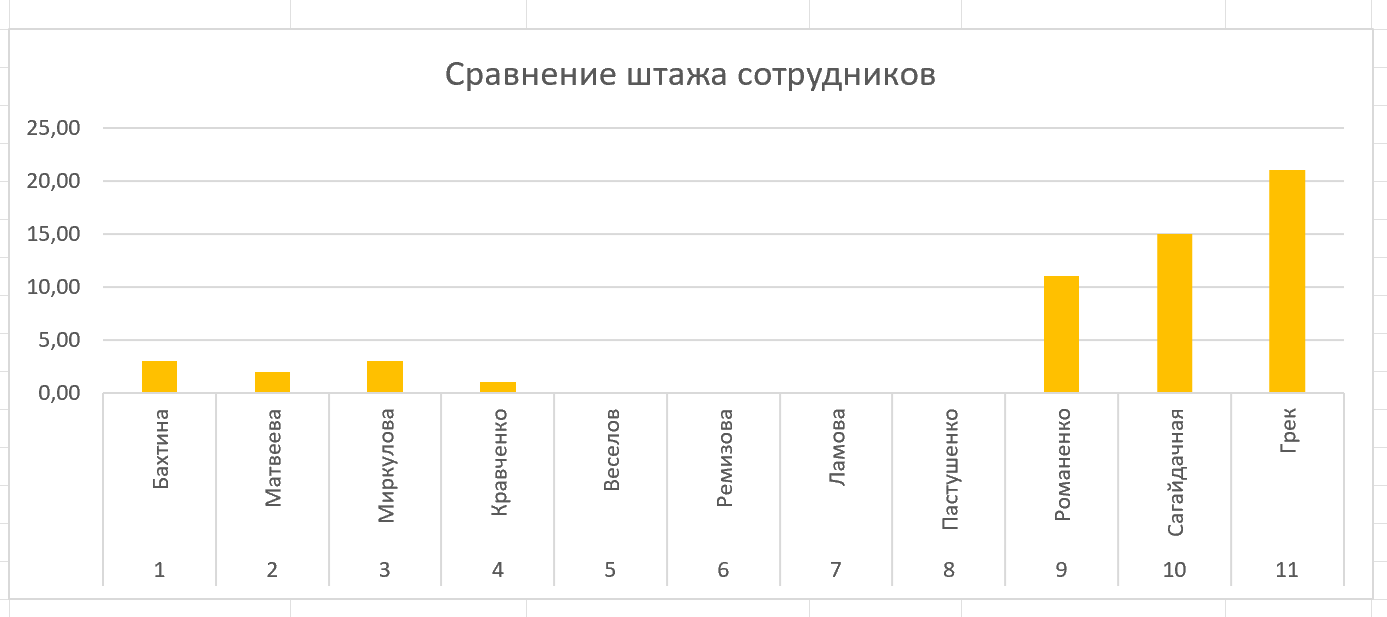 Сравнение штажа сотрудников
25,00
20,00
15,00
10,00
5,00
0,00
Бахтина
Матвеева
Миркулова
Кравченко
Веселов
Ремизова
Ламова
Пастушенко
Романенко
Сагайдачная
Грек
1 2 3 4 5 6 7 8 9 10 11